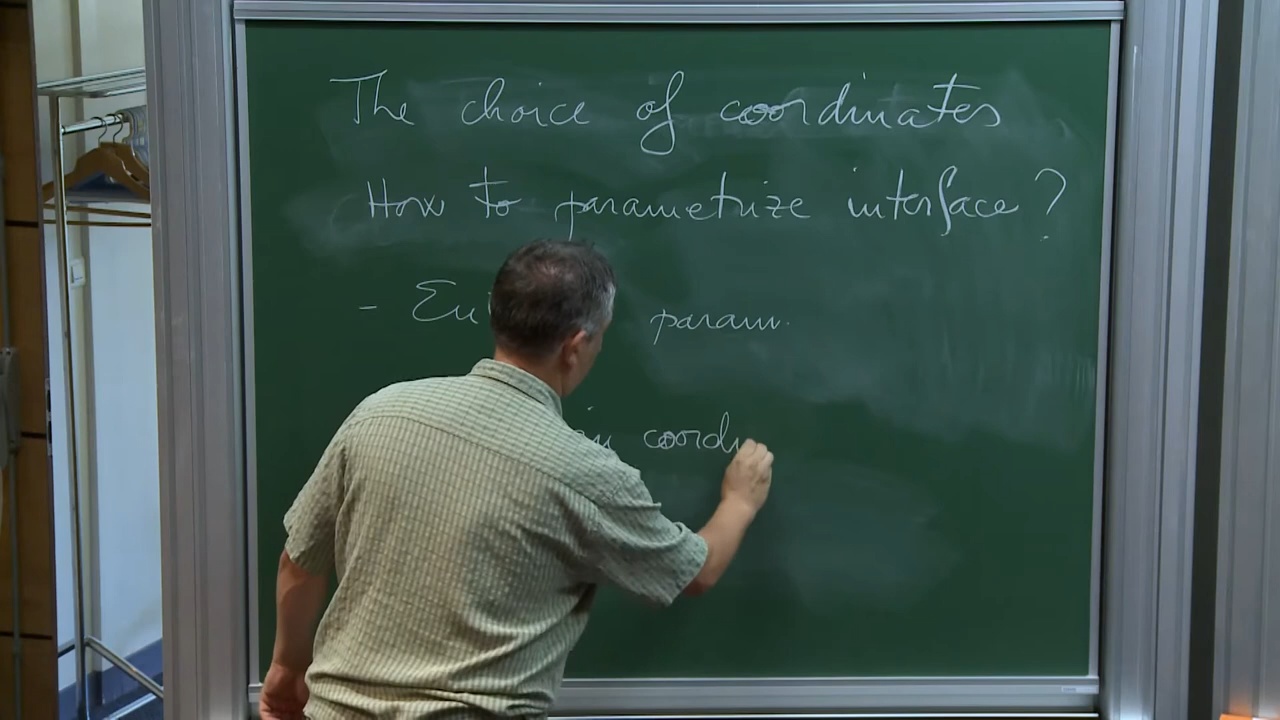 The choice of coordinates
How to parametrize interface?
- Eu param.
coord